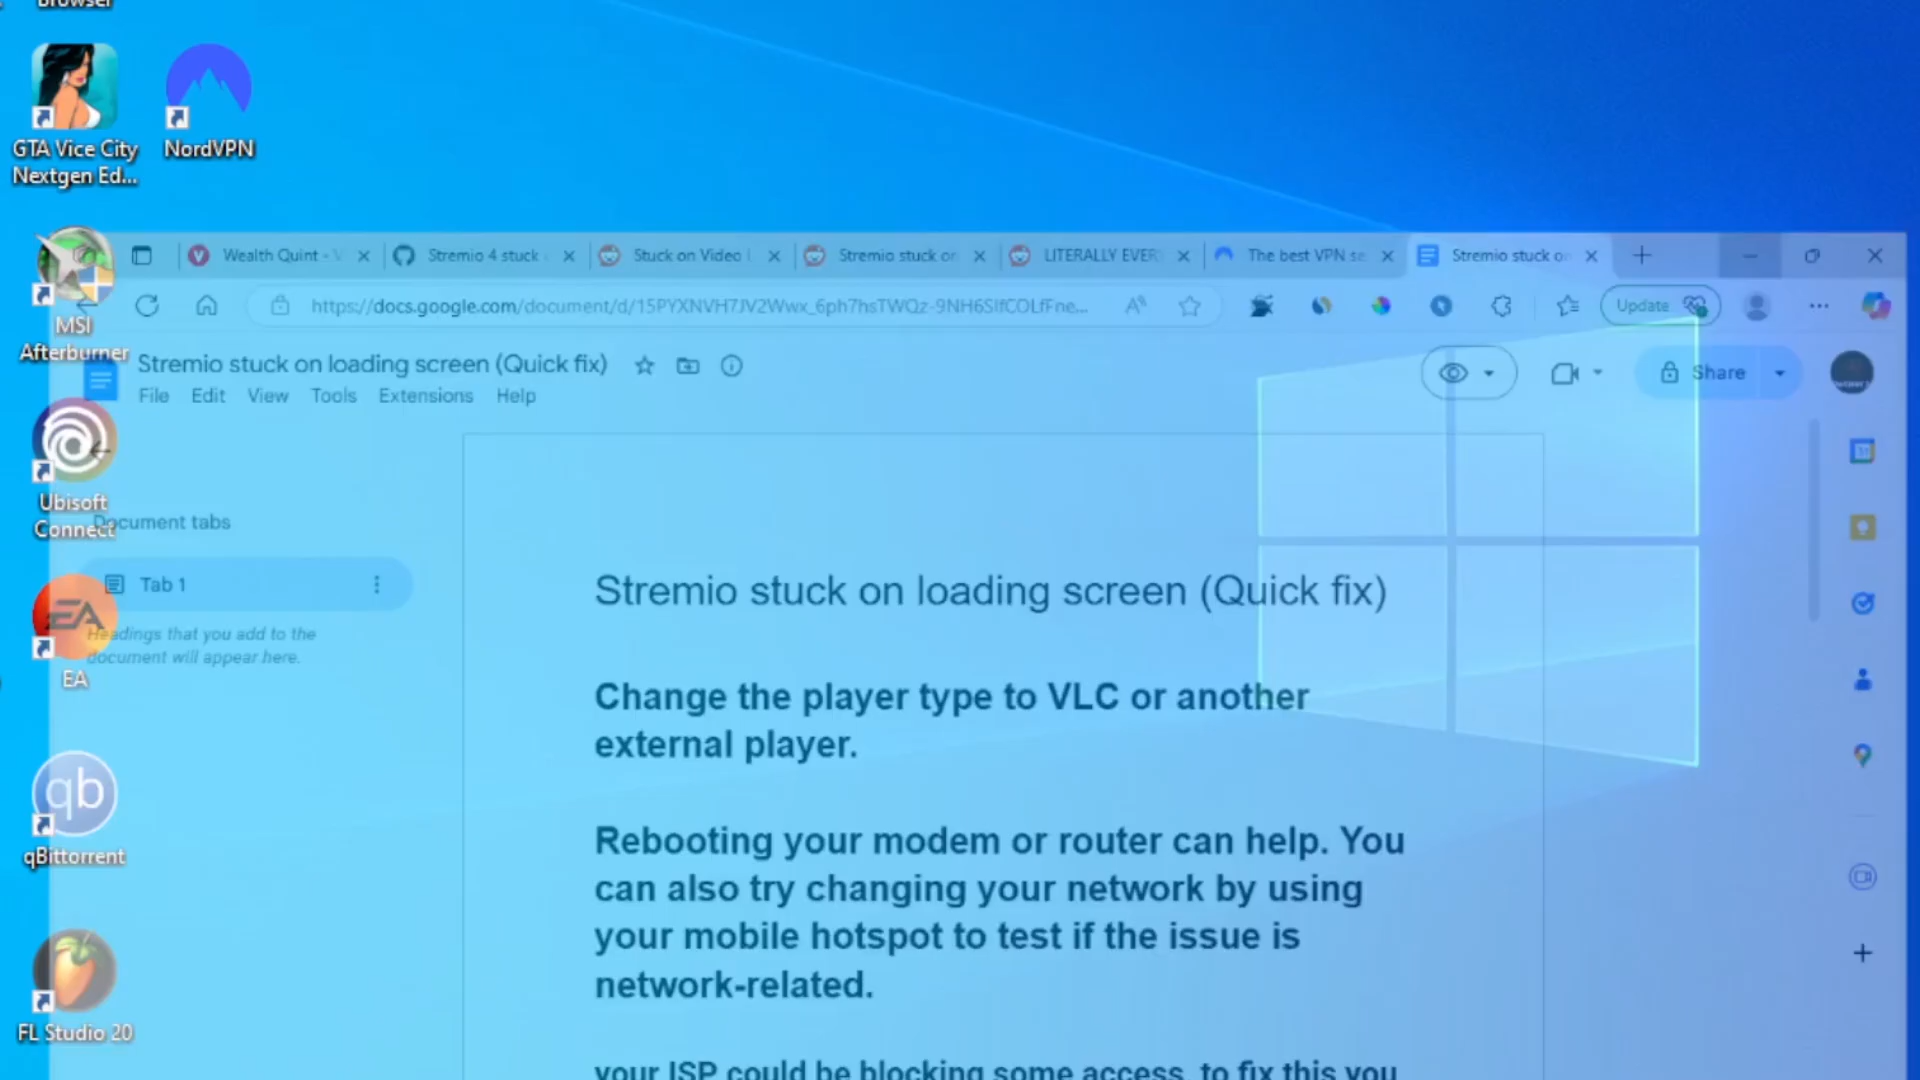 Browser
GTA Vice City
Nextgen Ed...
NordVPN
MSI
Afterburner
Ubisoft
Connect
EA
qb
qBittorrent
FL Studio 20
Wealth Quint - V
Stremio 4 stuck
Stuck on Video l
Stremio stuck on
LITERALLY EVER
The best VPN se
Stremio stuck on
https://docs.google.com/document/d/15PYXNVH7JV2Wwx_6ph7hsTWQz-9NH6SlfCOLfFne...
Update
Stremio stuck on loading screen (Quick fix)
File Edit View Tools Extensions Help
Share
Document tabs
Tab 1
Headings that you add to the
document will appear here.
Stremio stuck on loading screen (Quick fix)
Change the player type to VLC or another
external player.
Rebooting your modem or router can help. You
can also try changing your network by using
your mobile hotspot to test if the issue is
network-related.
your ISP could be blocking some access, to fix this you